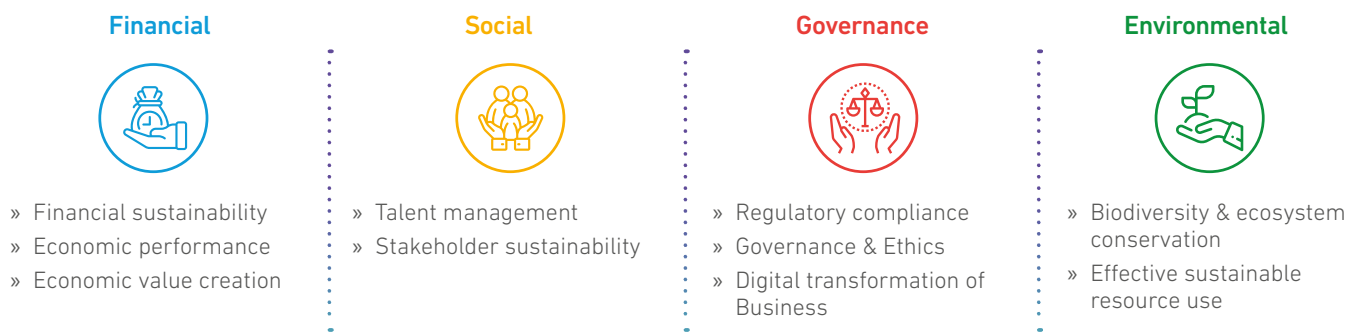 Financial
» Financial sustainability
» Economic performance
» Economic value creation
Social
» Talent management
» Stakeholder sustainability
Governance
» Regulatory compliance
» Governance & Ethics
» Digital transformation of
Business
Environmental
» Biodiversity & ecosystem
conservation
» Effective sustainable
resource use